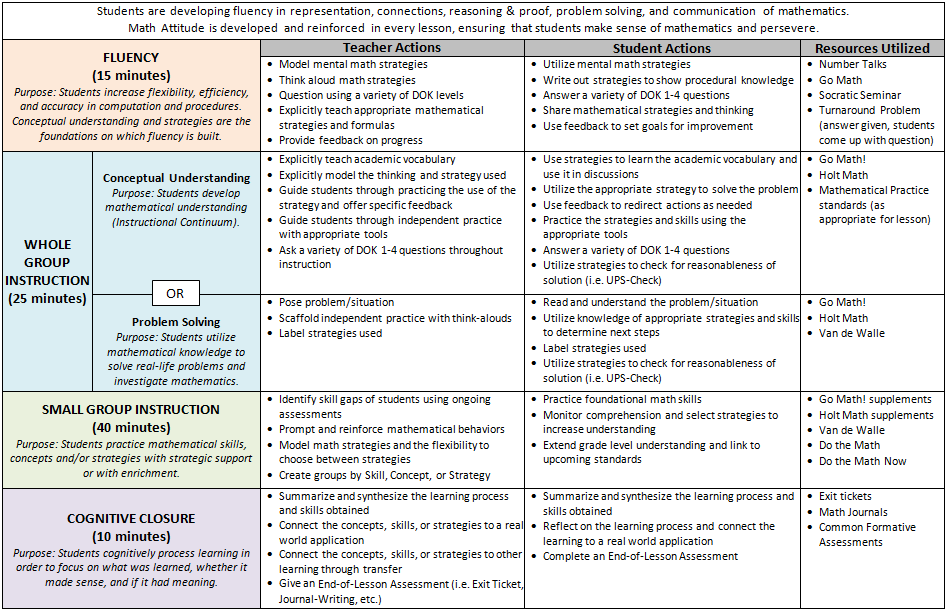 Students are developing fluency in representation, connections, reasoning & proof, problem solving, and communication of mathematics.
Math Attitude is developed and reinforced in every lesson, ensuring that students make sense of mathematics and persevere.
Teacher Actions
Student Actions
Resources Utilized
FLUENCY
(15 minutes)
Purpose: Students increase flexibility, efficiency,
and accuracy in computation and procedures.
Conceptual understanding and strategies are the
foundations on which fluency is built.
• Model mental math strategies
• Think aloud math strategies
• Question using a variety of DOK levels
• Explicitly teach appropriate mathematical
strategies and formulas
• Provide feedback on progress
• Utilize mental math strategies
• Write out strategies to show procedural knowledge
• Answer a variety of DOK 1-4 questions
• Share mathematical strategies and thinking
• Use feedback to set goals for improvement
• Number Talks
• Go Math
• Socratic Seminar
• Turnaround Problem
(answer given, students
come up with question)
WHOLE
GROUP
INSTRUCTION
(25 minutes)
Conceptual Understanding
Purpose: Students develop
mathematical understanding
(Instructional Continuum).
• Explicitly teach academic vocabulary
• Explicitly model the thinking and strategy used
• Guide students through practicing the use of the
strategy and offer specific feedback
• Guide students through independent practice
with appropriate tools
• Ask a variety of DOK 1-4 questions throughout
instruction
• Use strategies to learn the academic vocabulary and
use it in discussions
• Utilize the appropriate strategy to solve the problem
• Use feedback to redirect actions as needed
• Practice the strategies and skills using the
appropriate tools
• Answer a variety of DOK 1-4 questions
• Utilize strategies to check for reasonableness of
solution (i.e. UPS-Check)
• Go Math!
• Holt Math
• Mathematical Practice
standards (as
appropriate for lesson)
OR
Problem Solving
Purpose: Students utilize
mathematical knowledge to
solve real-life problems and
investigate mathematics.
• Pose problem/situation
• Scaffold independent practice with think-alouds
• Label strategies used
• Read and understand the problem/situation
• Utilize knowledge of appropriate strategies and skills
to determine next steps
• Label strategies used
• Utilize strategies to check for reasonableness of
solution (i.e. UPS-Check)
• Go Math!
• Holt Math
• Van de Walle
SMALL GROUP INSTRUCTION
(40 minutes)
Purpose: Students practice mathematical skills,
concepts and/or strategies with strategic support
or with enrichment.
• Identify skill gaps of students using ongoing
assessments
• Prompt and reinforce mathematical behaviors
• Model math strategies and the flexibility to
choose between strategies
• Create groups by Skill, Concept, or Strategy
• Practice foundational math skills
• Monitor comprehension and select strategies to
increase understanding
• Extend grade level understanding and link to
upcoming standards
• Go Math! supplements
• Holt Math supplements
• Van de Walle
• Do the Math
• Do the Math Now
COGNITIVE CLOSURE
(10 minutes)
Purpose: Students cognitively process learning in
order to focus on what was learned, whether it
made sense, and if it had meaning.
• Summarize and synthesize the learning process
and skills obtained
• Connect the concepts, skills, or strategies to a real
world application
• Connect the concepts, skills, or strategies to other
learning through transfer
• Give an End-of-Lesson Assessment (i.e. Exit Ticket,
Journal-Writing, etc.)
• Summarize and synthesize the learning process and
skills obtained
• Reflect on the learning process and connect the
learning to a real world application
• Complete an End-of-Lesson Assessment
• Exit tickets
• Math Journals
• Common Formative
Assessments